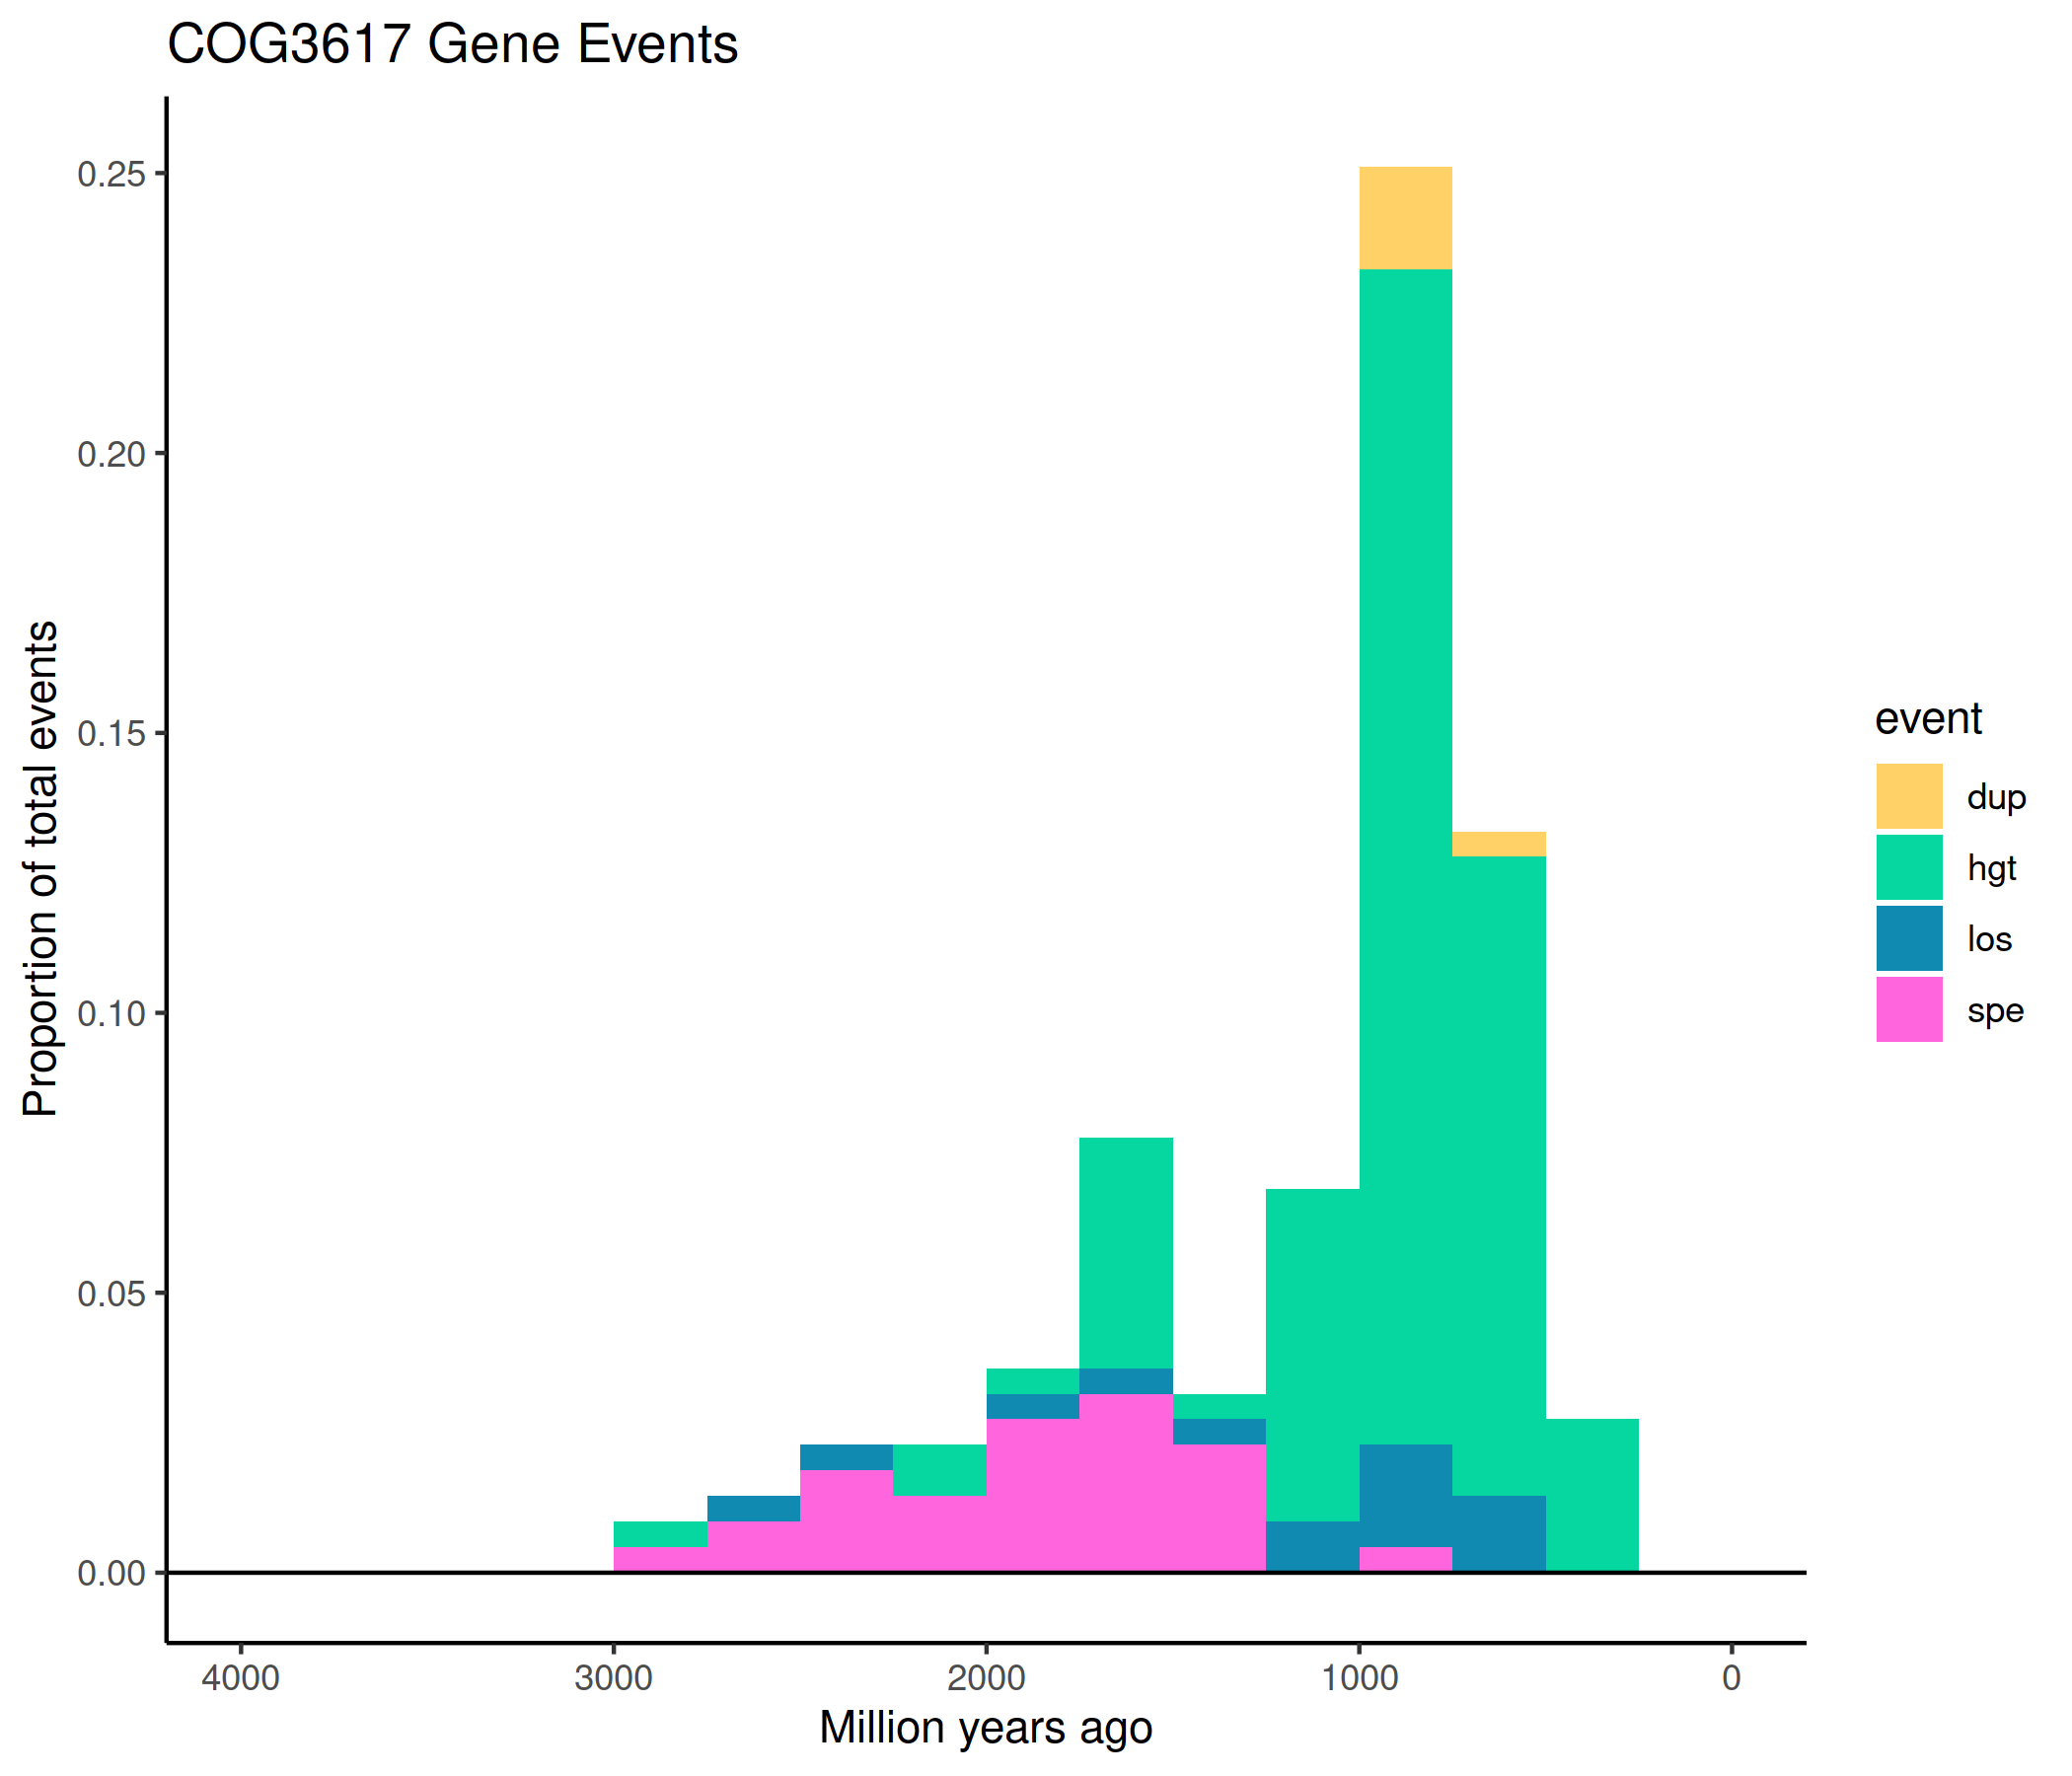 COG3617 Gene Events
Proportion of total events
0.25
0.20
0.15
0.10
0.05
0.00
4000 3000 2000 1000 0
Million years ago
event
dup
hgt
los
spe